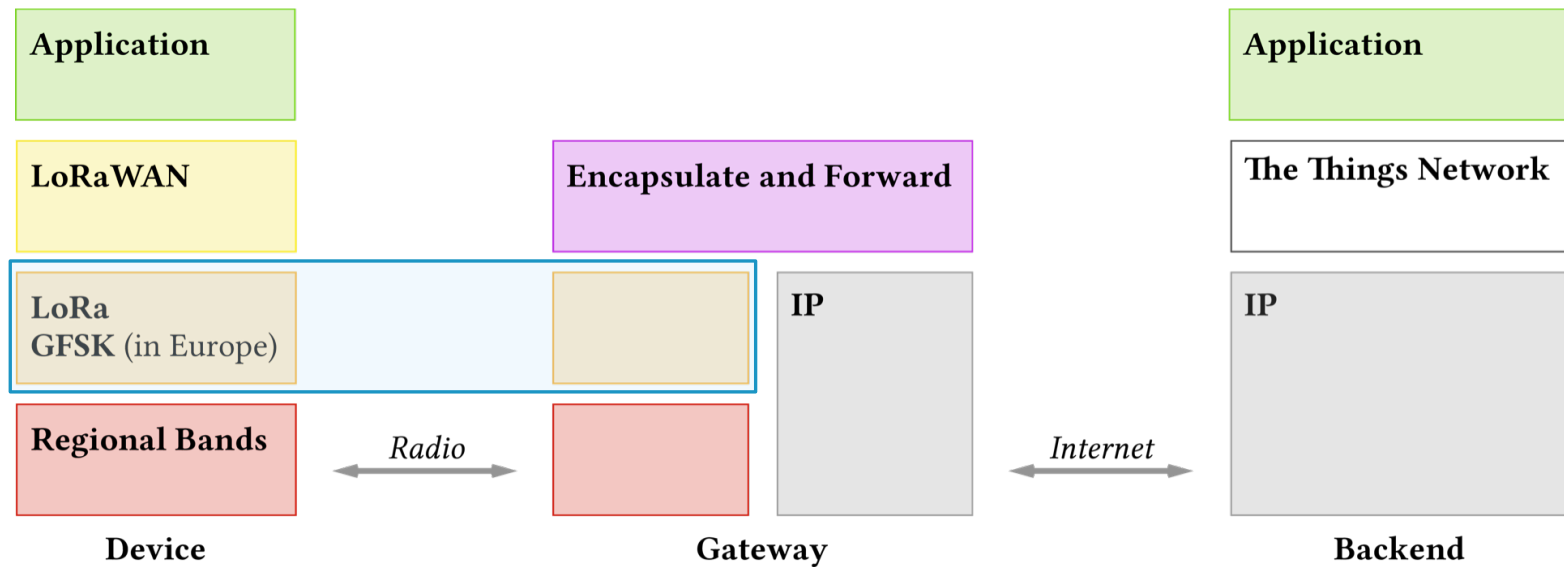 Application
Application
LoRaWAN
Encapsulate and Forward
The Things Network
LoRa
GFSK (in Europe)
IP
IP
Regional Bands
Radio
Internet
Device
Gateway
Backend